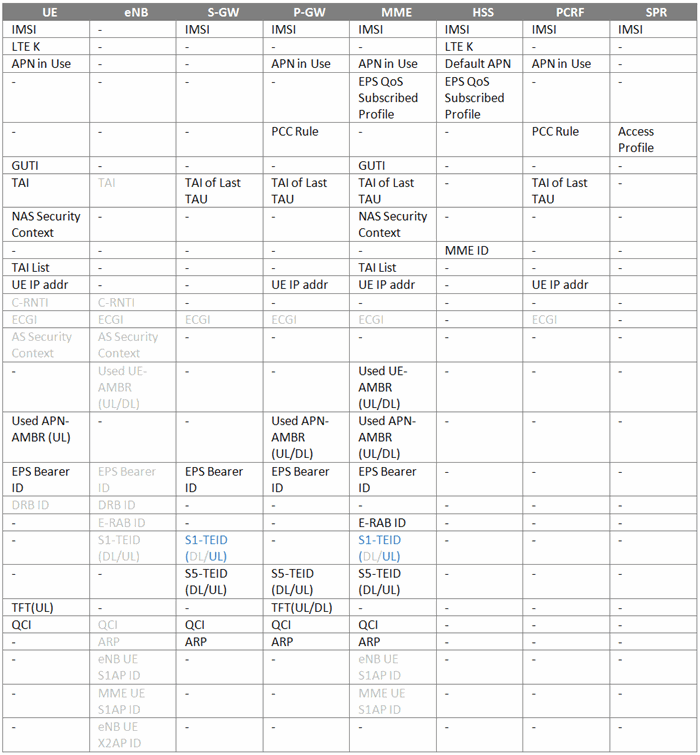 UE eNB S-GW P-GW MME HSS PCRF SPR
IMSI - IMSI IMSI IMSI IMSI IMSI IMSI
LTE K - - - - LTE K - -
APN in Use - - APN in Use APN in Use Default APN APN in Use -
- - - - EPS QoS EPS QoS - -
Subscribed Subscribed
Profile Profile
- - - PCC Rule - - PCC Rule Access
Profile
GUTI - - - GUTI - - -
TAI TAI TAI of Last TAI of Last TAI of Last - TAI of Last -
TAU TAU TAU TAU
NAS Security - - - NAS Security - - -
Context Context
- - - - - MME ID - -
TAI List - - - TAI List - - -
UE IP addr - - UE IP addr UE IP addr - UE IP addr -
C-RNTI C-RNTI - - - - - -
ECGI ECGI ECGI ECGI ECGI - ECGI -
AS Security AS Security - - - - - -
Context Context
- Used UE- - - Used UE- - - -
AMBR AMBR
(UL/DL) (UL/DL)
Used APN- - - Used APN- Used APN- - - -
AMBR (UL) AMBR AMBR
(UL/DL) (UL/DL)
EPS Bearer EPS Bearer EPS Bearer EPS Bearer EPS Bearer - - -
ID ID ID ID ID
DRB ID DRB ID - - - - - -
- E-RAB ID - - E-RAB ID - - -
- S1-TEID S1-TEID - S1-TEID - - -
(DL/UL) (DL/UL) (DL/UL)
- - S5-TEID S5-TEID S5-TEID - - -
(DL/UL) (DL/UL) (DL/UL)
TFT(UL) - - TFT(UL/DL) - - - -
QCI QCI QCI QCI QCI - - -
- ARP ARP ARP ARP - - -
- eNB UE - - eNB UE - - -
S1AP ID S1AP ID
- MME UE - - MME UE - - -
S1AP ID S1AP ID
- eNB UE - - - - - -
X2AP ID